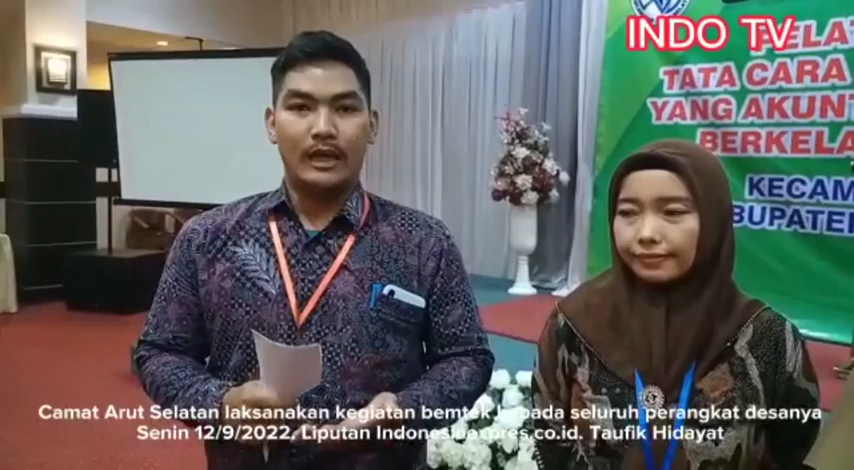 INDO TV
TATA CARA
YANG AKUNT
BERKELA
KECAM
BUPATE
Camat Arut Selatan laksanakan kegiatan bemtek kepada seluruh perangkat desanya
Senin 12/9/2022. Liputan Indonesiaexpres.co.id. Taufik Hidayat